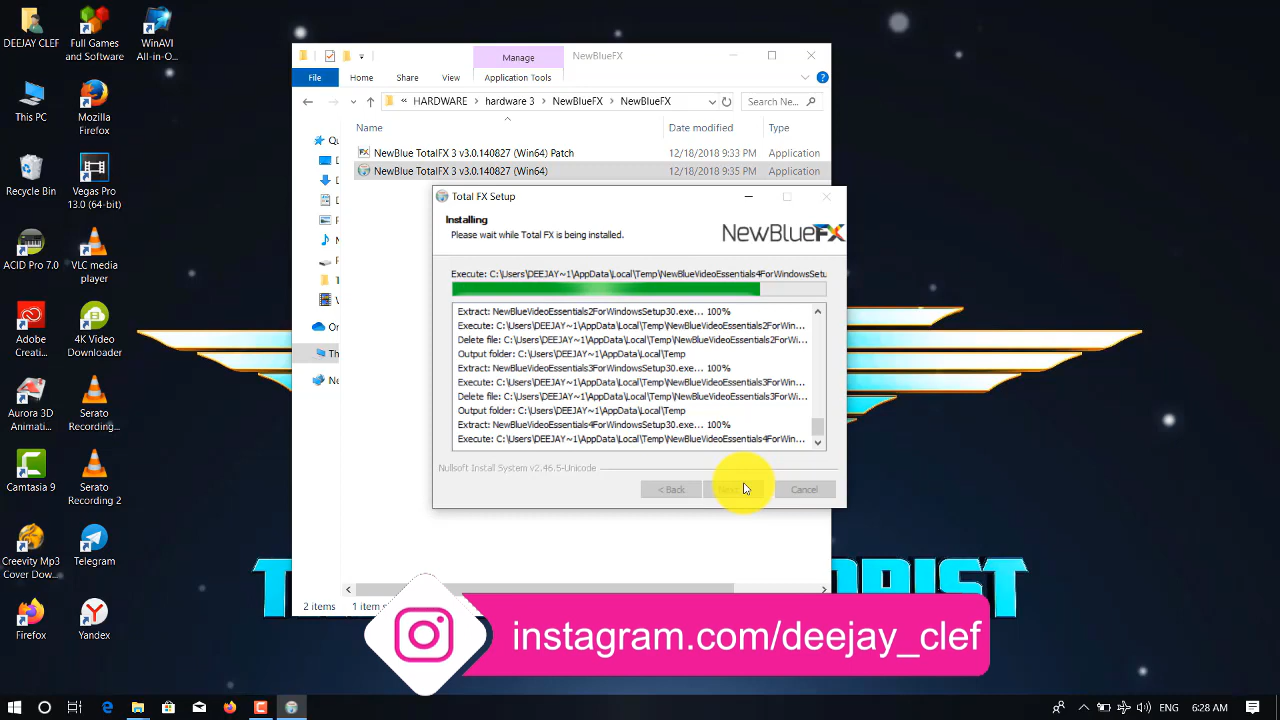 DEEJAY CLEF
Full Games
and Software
WinAVI
All-in-O...
This PC
Mozilla
Firefox
Recycle Bin
Vegas Pro
13.0 (64-bit)
ACID Pro 7.0
VLC media
player
Adobe
Creati...
4K Video
Downloader
Aurora 3D
Animati...
Serato
Recording...
Camtasia 9
Serato
Recording 2
Creevity Mp3
Cover Dow...
Telegram
Firefox
Yandex
Manage
NewBlueFX
File
Home
Share
View
Application Tools
HARDWARE
hardware 3
NewBlueFX
NewBlueFX
Search Ne...
Name
Date modified
Type
NewBlue TotalFX 3 v3.0.140827 (Win64) Patch
12/18/2018 9:33 PM
Application
NewBlue TotalFX 3 v3.0.140827 (Win64)
12/18/2018 9:35 PM
Application
Total FX Setup
Installing
Please wait while Total FX is being installed.
NewBlueFX
Execute: C:\Users\DEEJAY~1\AppData\Local\Temp\NewBlueVideoEssentials4ForWindowsSetu
Extract: NewBlueVideoEssentials2ForWindowsSetup30.exe... 100%
Execute: C:\Users\DEEJAY~1\AppData\Local\Temp\NewBlueVideoEssentials2ForWin...
Delete file: C:\Users\DEEJAY~1\AppData\Local\Temp\NewBlueVideoEssentials2ForWi...
Output folder: C:\Users\DEEJAY~1\AppData\Local\Temp
Extract: NewBlueVideoEssentials3ForWindowsSetup30.exe... 100%
Execute: C:\Users\DEEJAY~1\AppData\Local\Temp\NewBlueVideoEssentials3ForWin...
Delete file: C:\Users\DEEJAY~1\AppData\Local\Temp\NewBlueVideoEssentials3ForWi...
Output folder: C:\Users\DEEJAY~1\AppData\Local\Temp
Extract: NewBlueVideoEssentials4ForWindowsSetup30.exe... 100%
Execute: C:\Users\DEEJAY~1\AppData\Local\Temp\NewBlueVideoEssentials4ForWin...
Nullsoft Install System v2.46.5-Unicode
< Back
Cancel
2 items
instagram.com/deejay_clef
ENG
6:28 AM